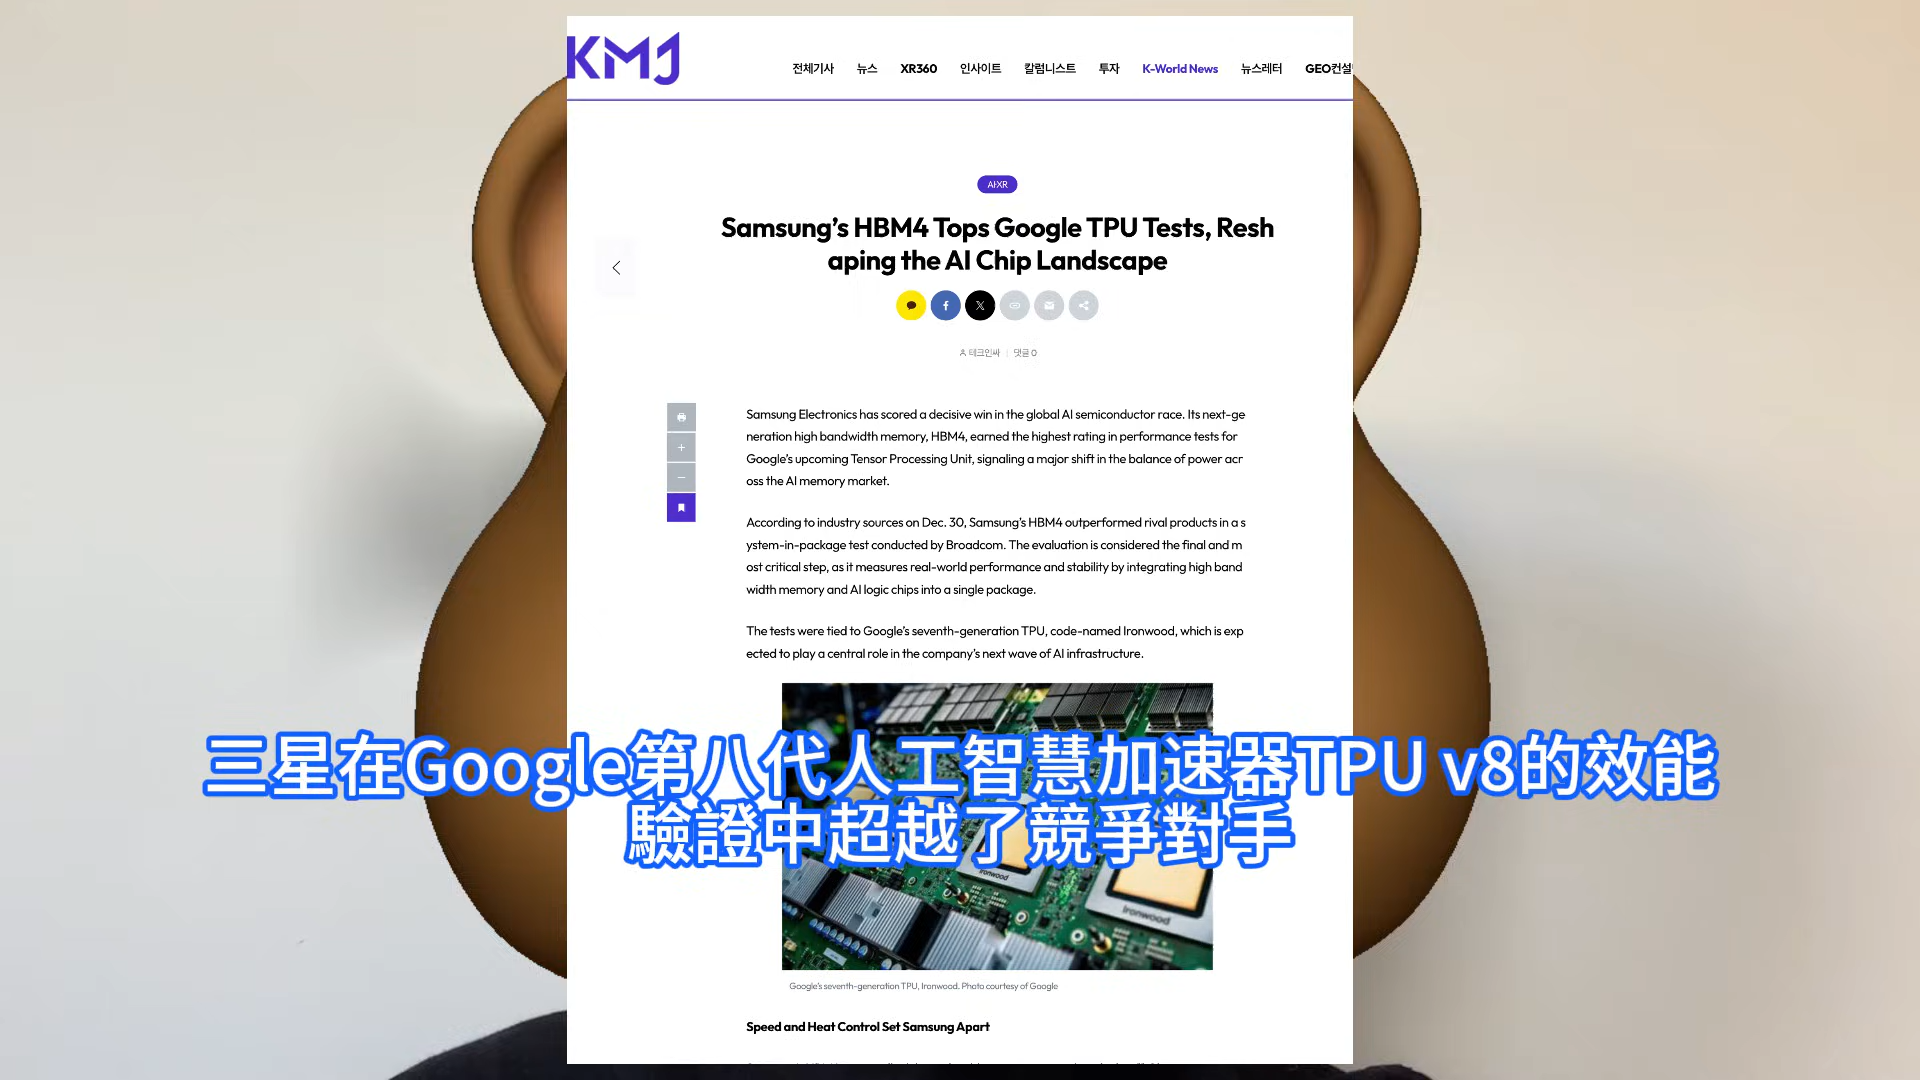 KMJ
전체기사 뉴스 XR360 인사이트 칼럼니스트 투자 K-World News 뉴스레터 GEO컨설
AI·XR
Samsung’s HBM4 Tops Google TPU Tests, Resh
aping the AI Chip Landscape
테크인싸 | 댓글 0
Samsung Electronics has scored a decisive win in the global AI semiconductor race. Its next-ge
neration high bandwidth memory, HBM4, earned the highest rating in performance tests for
Google’s upcoming Tensor Processing Unit, signaling a major shift in the balance of power acr
oss the AI memory market.
According to industry sources on Dec. 30, Samsung’s HBM4 outperformed rival products in a s
ystem-in-package test conducted by Broadcom. The evaluation is considered the final and m
ost critical step, as it measures real-world performance and stability by integrating high band
width memory and AI logic chips into a single package.
The tests were tied to Google’s seventh-generation TPU, code-named Ironwood, which is exp
ected to play a central role in the company’s next wave of AI infrastructure.
三星在Google第八代人工智慧加速器TPU v8的效能
驗證中超越了競爭對手
Ironwood
Ironwood
Google’s seventh-generation TPU, Ironwood. Photo courtesy of Google
Speed and Heat Control Set Samsung Apart